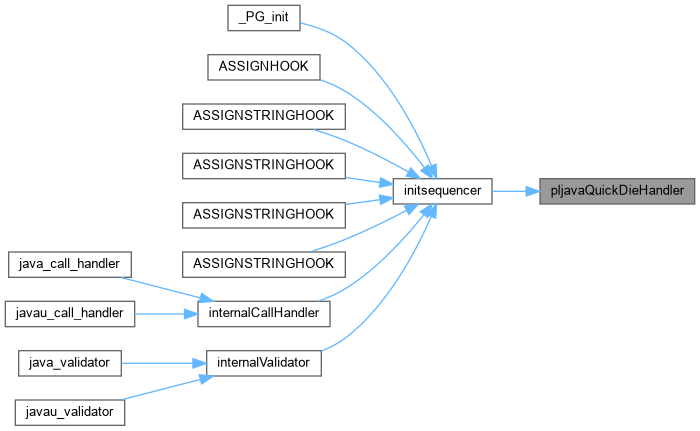 _PG_init
ASSIGNHOOK
ASSIGNSTRINGHOOK
ASSIGNSTRINGHOOK
initsequencer
pljavaQuickDieHandler
ASSIGNSTRINGHOOK
ASSIGNSTRINGHOOK
java_call_handler
javau_call_handler
internalCallHandler
java_validator
internalValidator
javau_validator